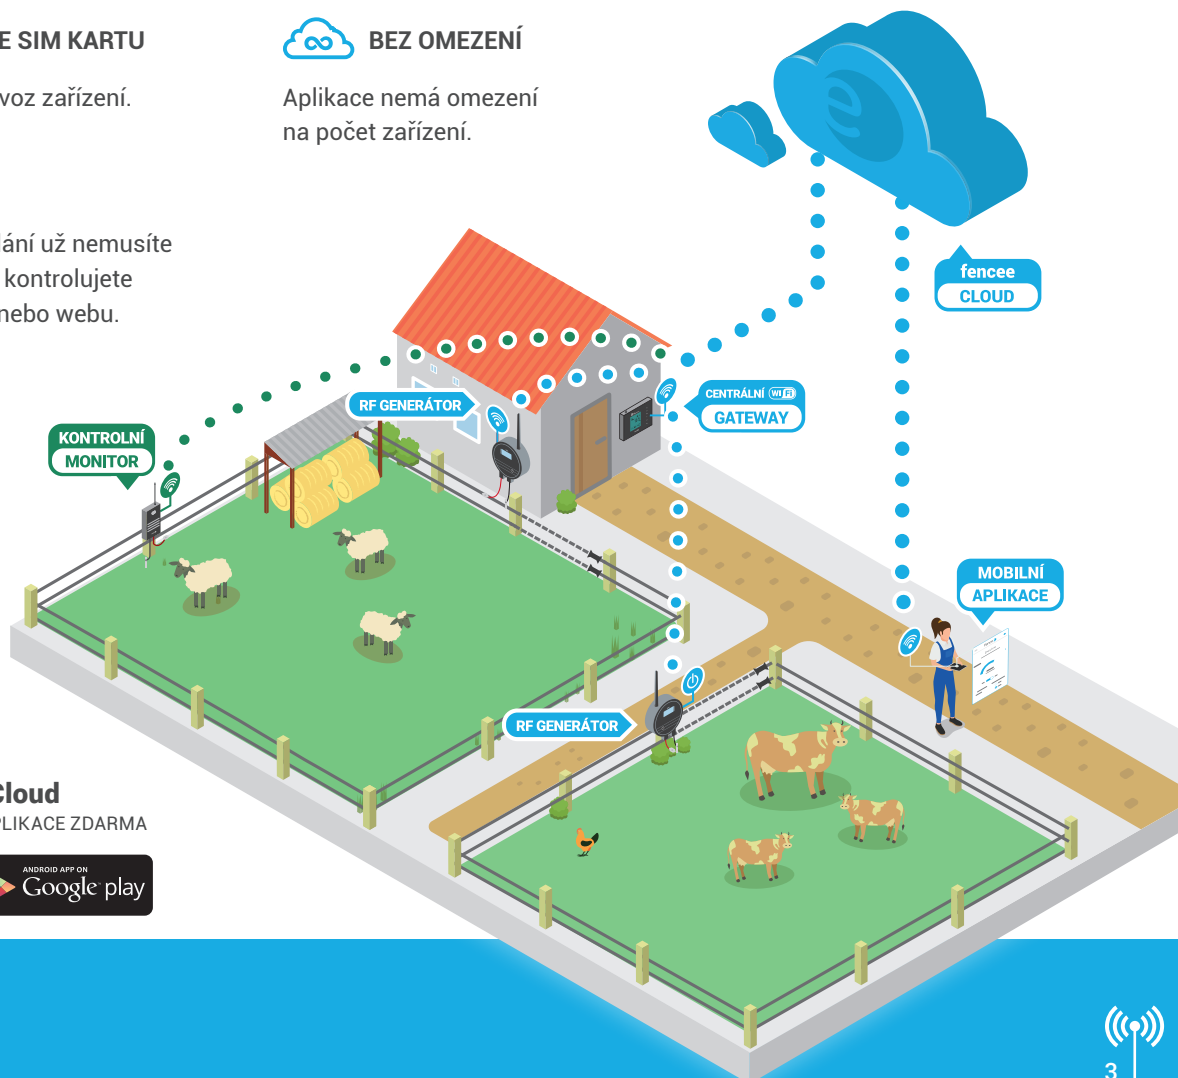 E SIM KARTU
voz zařízení.
BEZ OMEZENÍ
Aplikace nemá omezení
na počet zařízení.
lání už nemusíte
kontrolujete
nebo webu.
fencee
CLOUD
RF GENERÁTOR
CENTRÁLNÍ WI FI
GATEWAY
KONTROLNÍ
MONITOR
MOBILNÍ
APLIKACE
RF GENERÁTOR
Cloud
PLIKACE ZDARMA
ANDROID APP ON
Google play
3